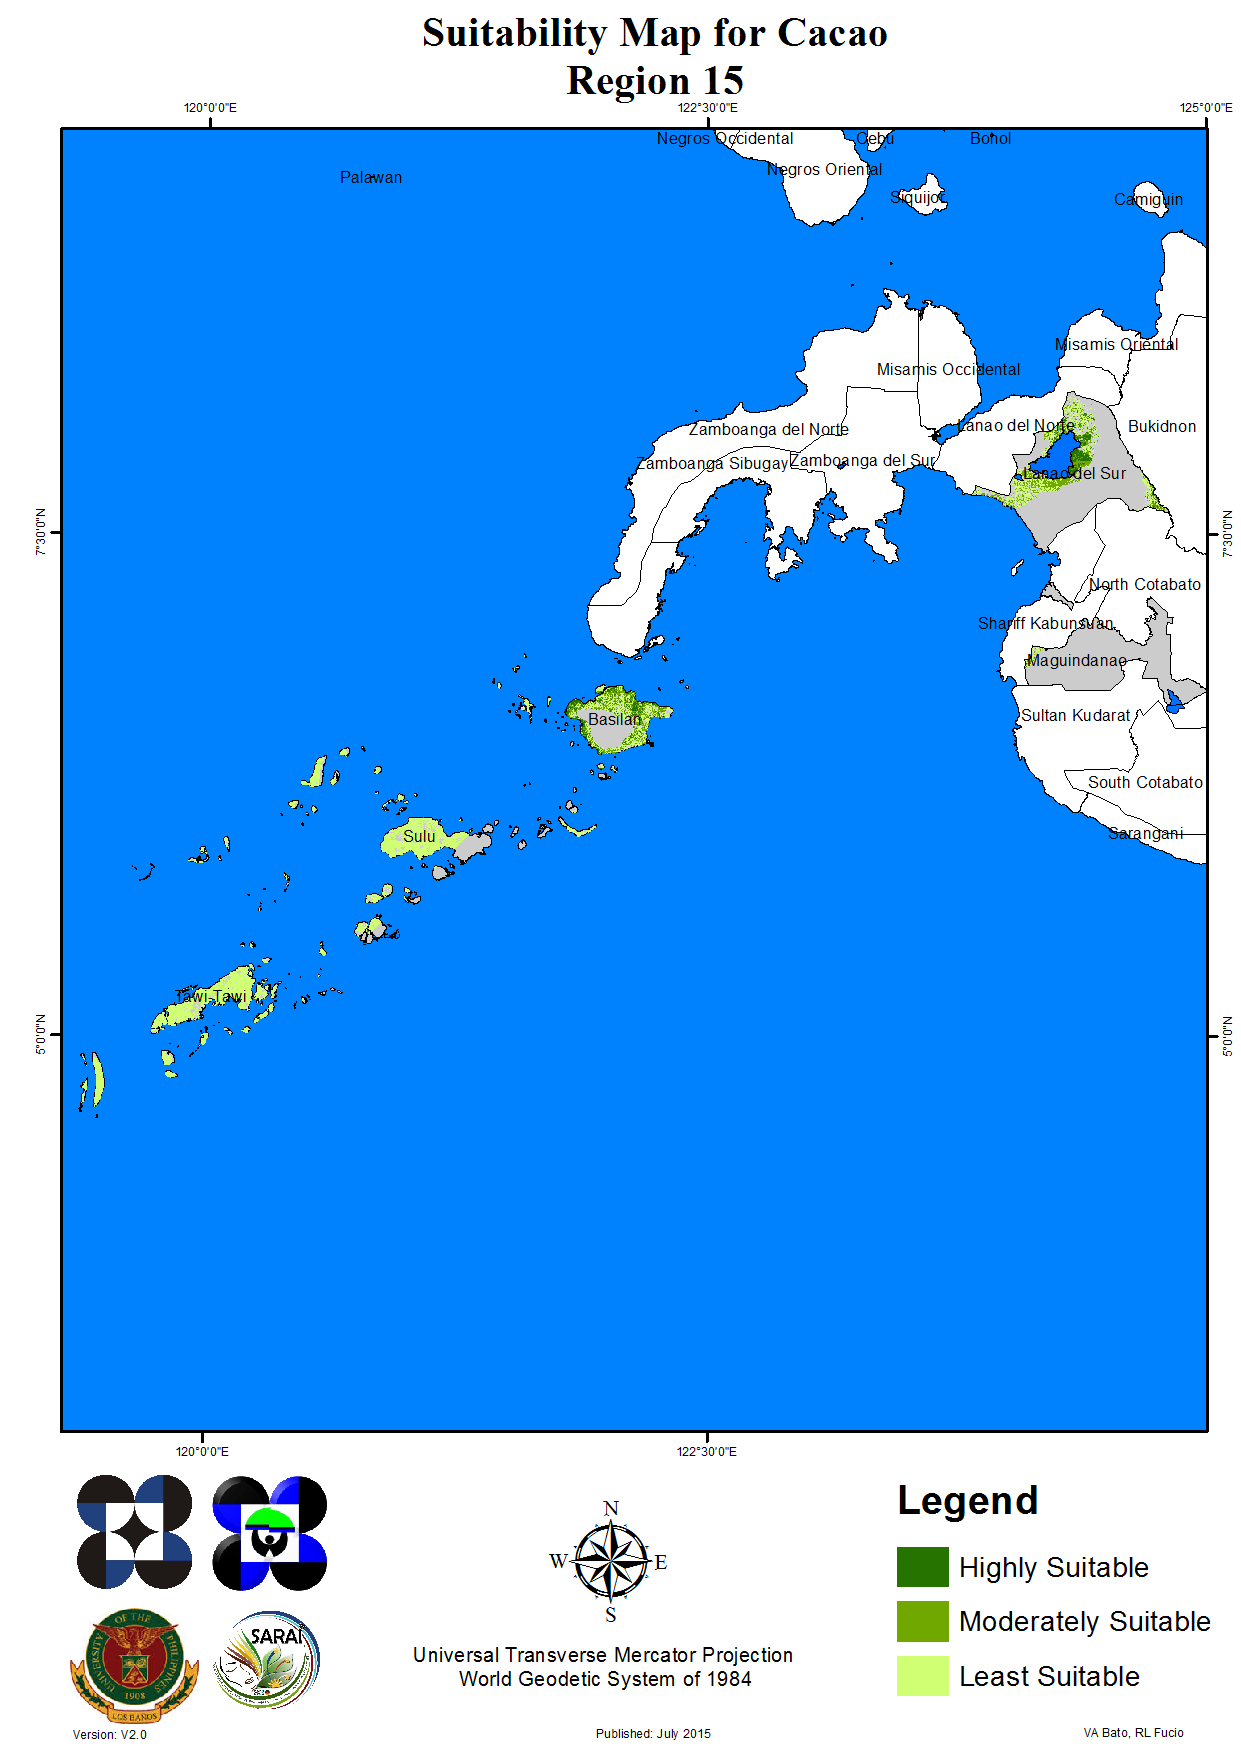 Suitability Map for Cacao
Region 15
120°0'0"E
122°30'0"E
125°0'0"E
Negros Occidental
Cebu
Bohol
Palawan
Negros Oriental
Siquijor
Camiguin
Misamis Oriental
Misamis Occidental
Zamboanga del Norte
Lanao del Norte
Bukidnon
Zamboanga Sibugay
Zamboanga del Sur
Lanao del Sur
7°30'0"N
7°30'0"N
North Cotabato
Shariff Kabunsuan
Maguindanao
Basilan
Sultan Kudarat
South Cotabato
Sulu
Sarangani
Tawi-Tawi
5°0'0"N
5°0'0"N
120°0'0"E
122°30'0"E
Legend
N
W
E
S
Highly Suitable
Moderately Suitable
Least Suitable
UNIVERSITY OF THE PHILIPPINES
1908
LOS BAÑOS
SARAI
Universal Transverse Mercator Projection
World Geodetic System of 1984
Version: V2.0
Published: July 2015
VA Bato, RL Fucio